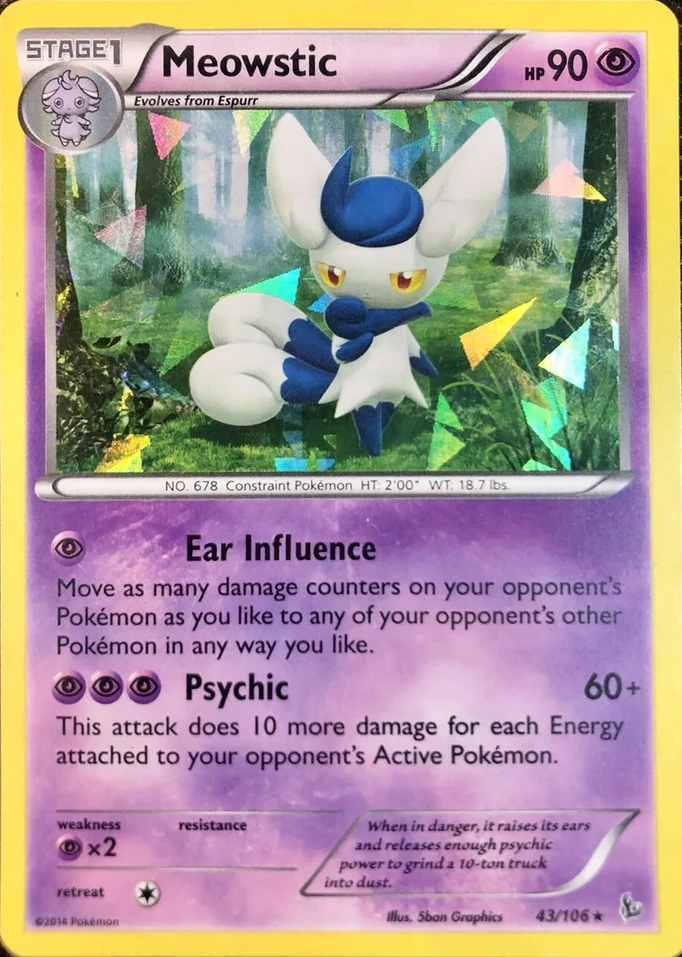 STAGE1
Meowstic
HP 90
Evolves from Espurr
NO. 678 Constraint Pokémon HT: 2'00" WT: 18.7 lbs.
Ear Influence
Move as many damage counters on your opponent's
Pokémon as you like to any of your opponent's other
Pokémon in any way you like.
Psychic 60+
This attack does 10 more damage for each Energy
attached to your opponent's Active Pokémon.
weakness resistance
×2
When in danger, it raises its ears
and releases enough psychic
power to grind a 10-ton truck
into dust.
retreat
©2014 Pokémon
Illus. 5ban Graphics 43/106 ★